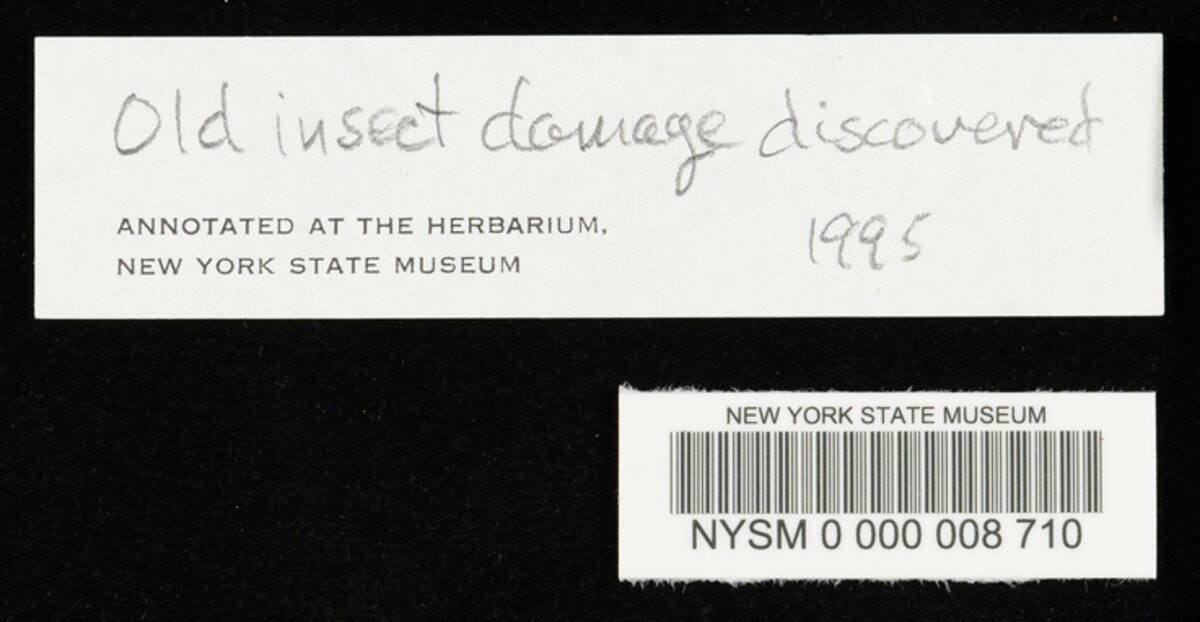 Old insect damage discovered
1995
ANNOTATED AT THE HERBARIUM,
NEW YORK STATE MUSEUM
NEW YORK STATE MUSEUM
NYSM 0 000 008 710